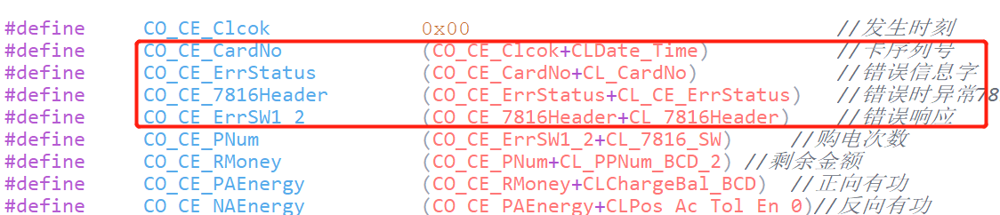 #define CO_CE_Clcok 0x00 //发生时刻
#define CO_CE_CardNo (CO_CE_Clcok+CLDate_Time) //卡序列号
#define CO_CE_ErrStatus (CO_CE_CardNo+CL_CardNo) //错误信息字
#define CO_CE_7816Header (CO_CE_ErrStatus+CL_CE_ErrStatus) //错误时异常78
#define CO_CE_ErrSW1_2 (CO_CE_7816Header+CL_7816Header) //错误响应
#define CO_CE_PNum (CO_CE_ErrSW1_2+CL_7816_SW) //购电次数
#define CO_CE_RMoney (CO_CE_PNum+CL_PPNum_BCD_2) //剩余金额
#define CO_CE_PAEnergy (CO_CE_RMoney+CLChargeBal_BCD) //正向有功
#define CO_CE_NAEnergy (CO_CE_PAEnergy+CLPos_Ac_Tol_En_0)//反向有功